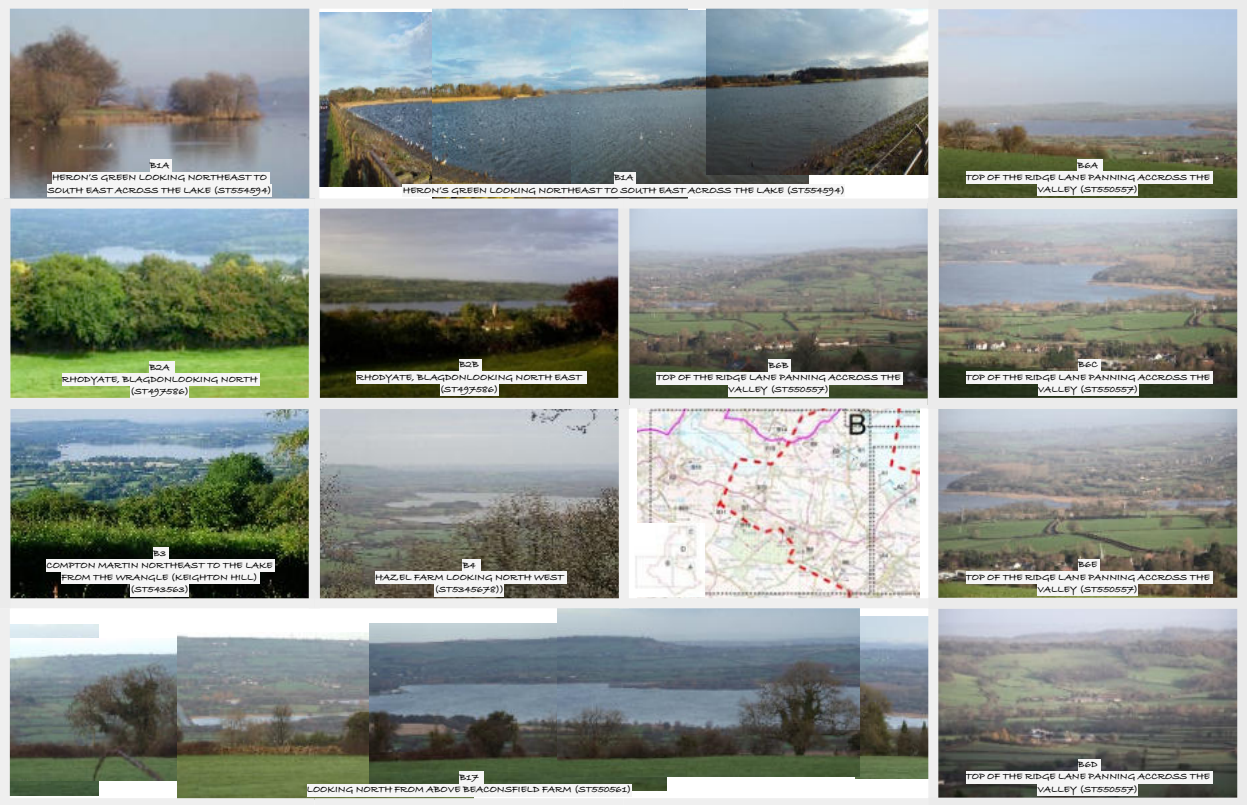 B1A
HERON'S GREEN LOOKING NORTHEAST TO
SOUTH EAST ACROSS THE LAKE (ST554594)
B1A
HERON'S GREEN LOOKING NORTHEAST TO SOUTH EAST ACROSS THE LAKE (ST554594)
B6A
TOP OF THE RIDGE LANE PANNING ACCROSS THE
VALLEY (ST550557)
B2A
RHODYATE, BLAGDONLOOKING NORTH
(ST497586)
B2B
RHODYATE, BLAGDONLOOKING NORTH EAST
(ST497586)
B6B
TOP OF THE RIDGE LANE PANNING ACCROSS THE
VALLEY (ST550557)
B6C
TOP OF THE RIDGE LANE PANNING ACCROSS THE
VALLEY (ST550557)
B3
COMPTON MARTIN NORTHEAST TO THE LAKE
FROM THE WRANGLE (KEIGHTON HILL)
(ST543563)
B4
HAZEL FARM LOOKING NORTH WEST
(ST5345678))
B
B6E
TOP OF THE RIDGE LANE PANNING ACCROSS THE
VALLEY (ST550557)
B17
LOOKING NORTH FROM ABOVE BEACONSFIELD FARM (ST550561)
B6D
TOP OF THE RIDGE LANE PANNING ACCROSS THE
VALLEY (ST550557)